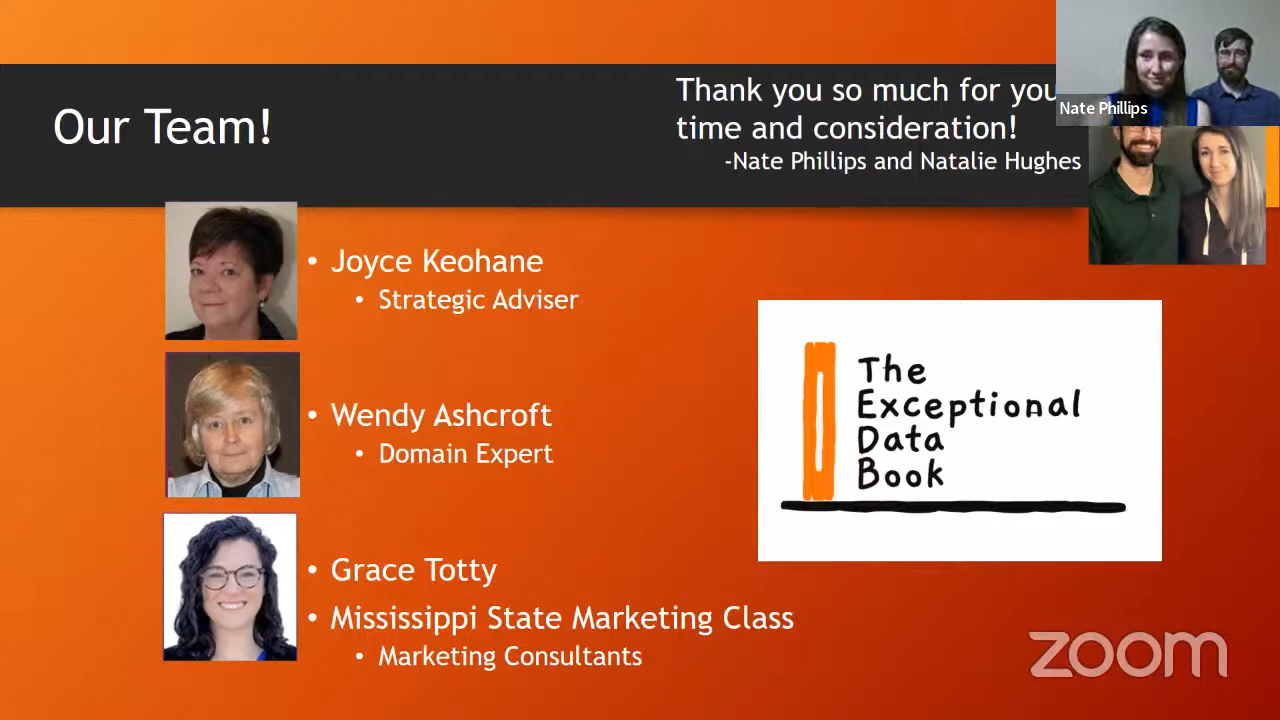 Our Team!
Thank you so much for you
time and consideration!
-Nate Phillips and Natalie Hughes
Nate Phillips
• Joyce Keohane
• Strategic Adviser
• Wendy Ashcroft
• Domain Expert
• Grace Totty
• Mississippi State Marketing Class
• Marketing Consultants
The
Exceptional
Data
Book
zoom